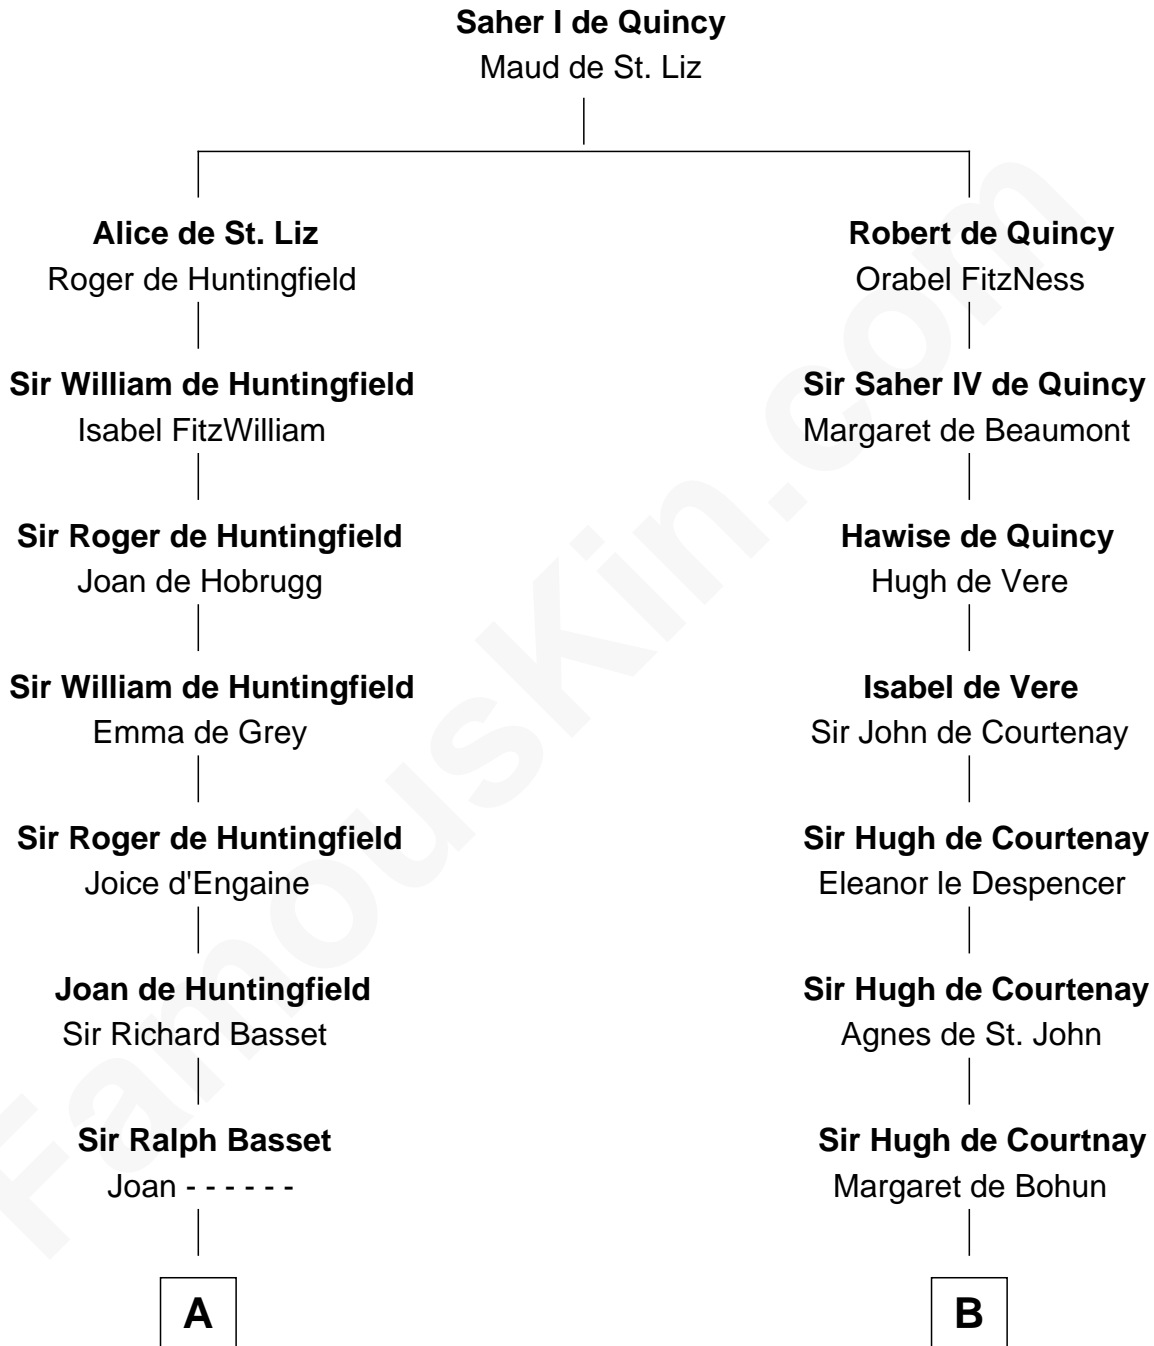 Saher I de Quincy
Maud de St. Liz
Alice de St. Liz
Roger de Huntingfield
Sir William de Huntingfield
Isabel FitzWilliam
Sir Roger de Huntingfield
Joan de Hobrugg
Sir William de Huntingfield
Emma de Grey
Sir Roger de Huntingfield
Joice d'Engaine
Joan de Huntingfield
Sir Richard Basset
Sir Ralph Basset
Joan - - - - - -
A
Robert de Quincy
Orabel FitzNess
Sir Saher IV de Quincy
Margaret de Beaumont
Hawise de Quincy
Hugh de Vere
Isabel de Vere
Sir John de Courtenay
Sir Hugh de Courtenay
Eleanor le Despencer
Sir Hugh de Courtenay
Agnes de St. John
Sir Hugh de Courtnay
Margaret de Bohun
B
FamousKin.com